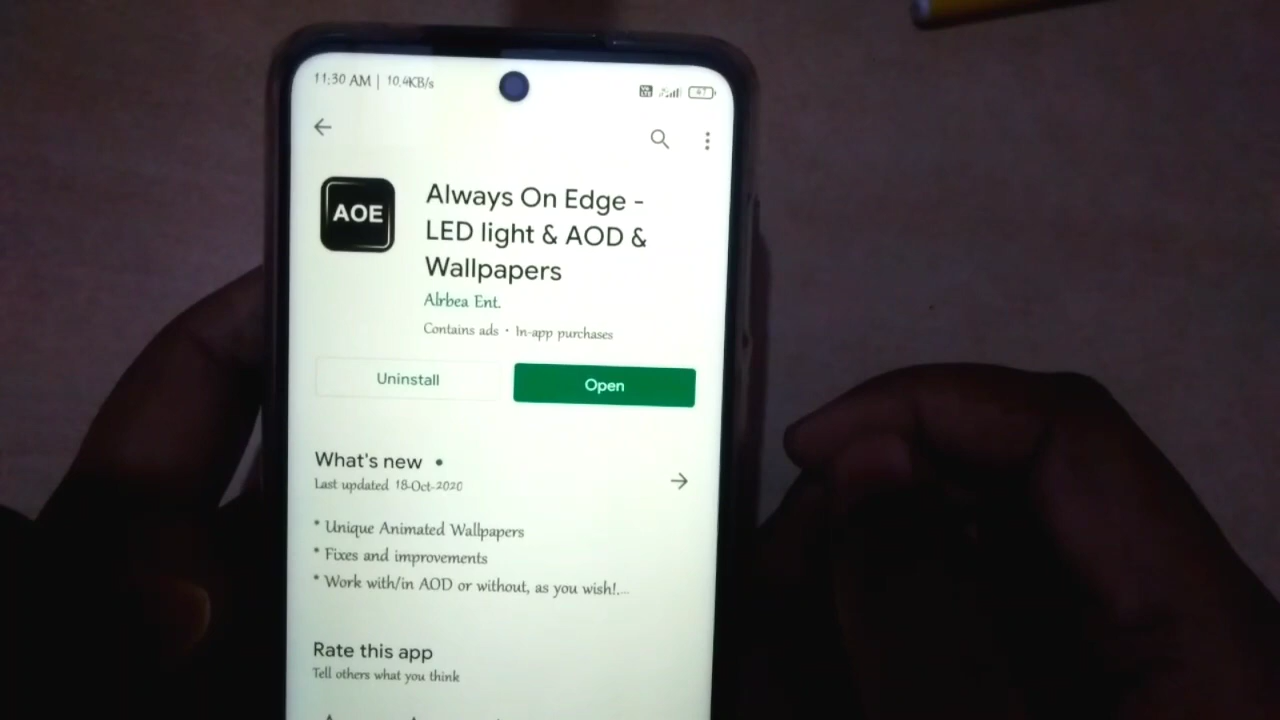 11:30 AM | 10.4KB/s
67
AOE
Always On Edge -
LED light & AOD &
Wallpapers
Alrbea Ent.
Contains ads • In-app purchases
Uninstall
Open
What's new •
Last updated 18-Oct-2020
* Unique Animated Wallpapers
* Fixes and improvements
* Work with/in AOD or without, as you wish!....
Rate this app
Tell others what you think